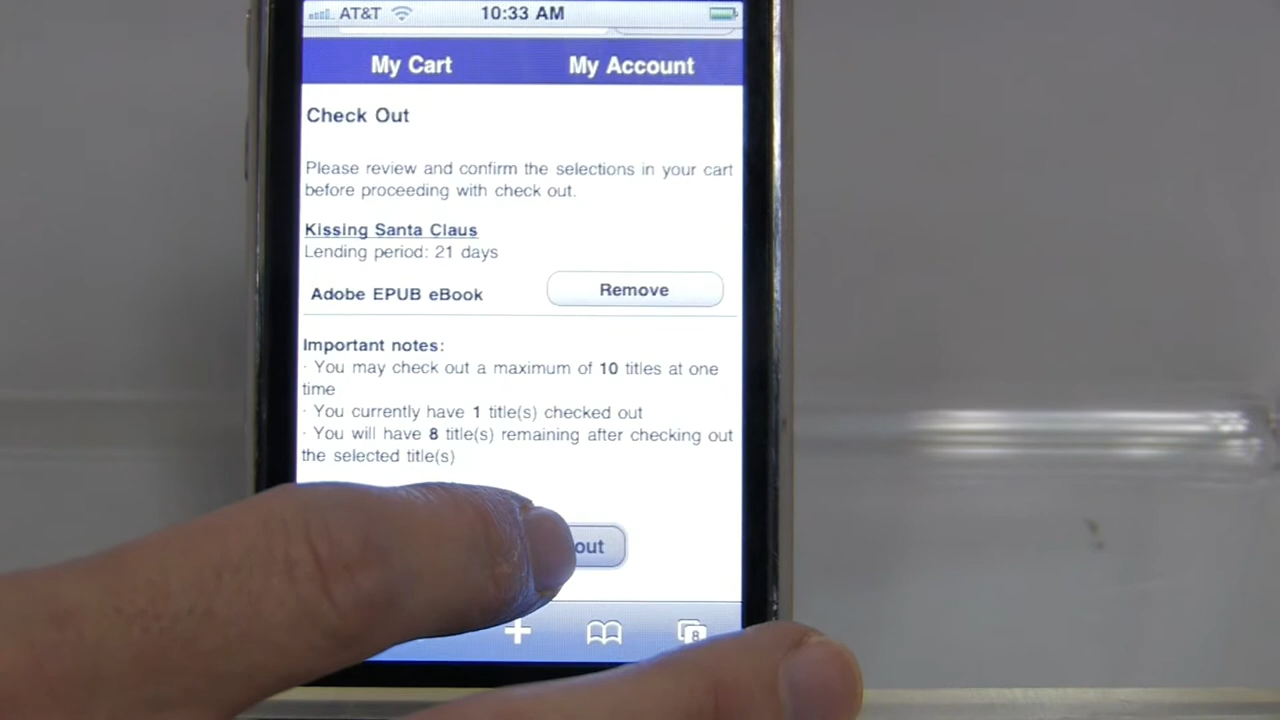 AT&T 10:33 AM
My Cart My Account
Check Out
Please review and confirm the selections in your cart
before proceeding with check out.
Kissing Santa Claus
Lending period: 21 days
Adobe EPUB eBook Remove
Important notes:
· You may check out a maximum of 10 titles at one
time
· You currently have 1 title(s) checked out
· You will have 8 title(s) remaining after checking out
the selected title(s)
out
8